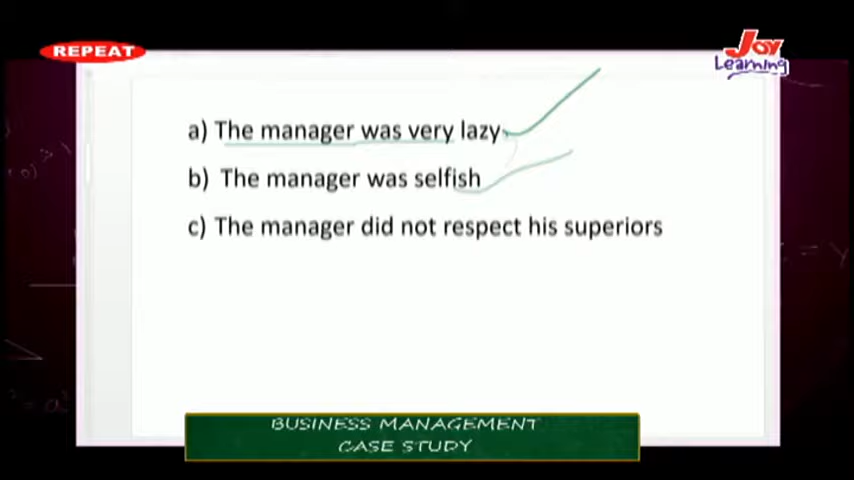 REPEAT
Joy
Learning
a) The manager was very lazy
b) The manager was selfish
c) The manager did not respect his superiors
BUSINESS MANAGEMENT
CASE STUDY